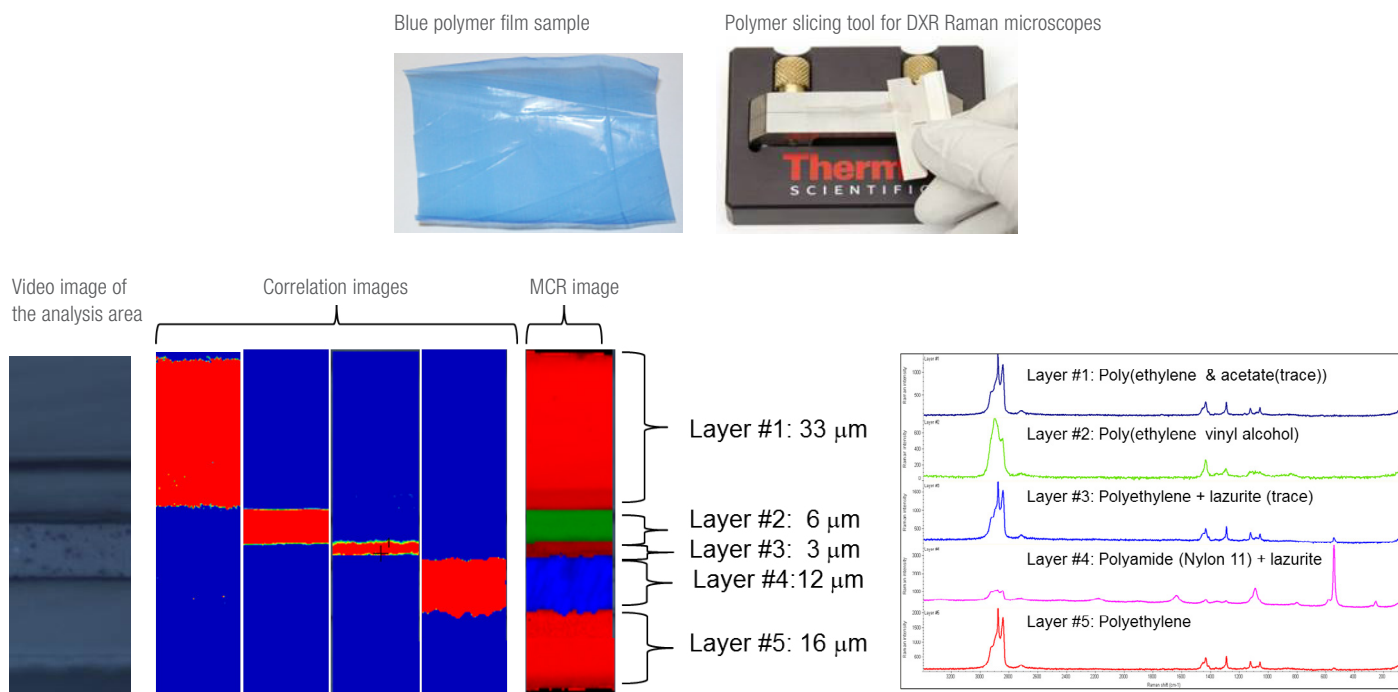 Blue polymer film sample
Polymer slicing tool for DXR Raman microscopes
Therm
SCIENTIFIC
Video image of
the analysis area
Correlation images
MCR image
Layer #1: 33 μm
Layer #2: 6 μm
Layer #3: 3 μm
Layer #4:12 μm
Layer #5: 16 μm
Layer #1: Poly(ethylene & acetate(trace))
Layer #2: Poly(ethylene vinyl alcohol)
Layer #3: Polyethylene + lazurite (trace)
Layer #4: Polyamide (Nylon 11) + lazurite
Layer #5: Polyethylene